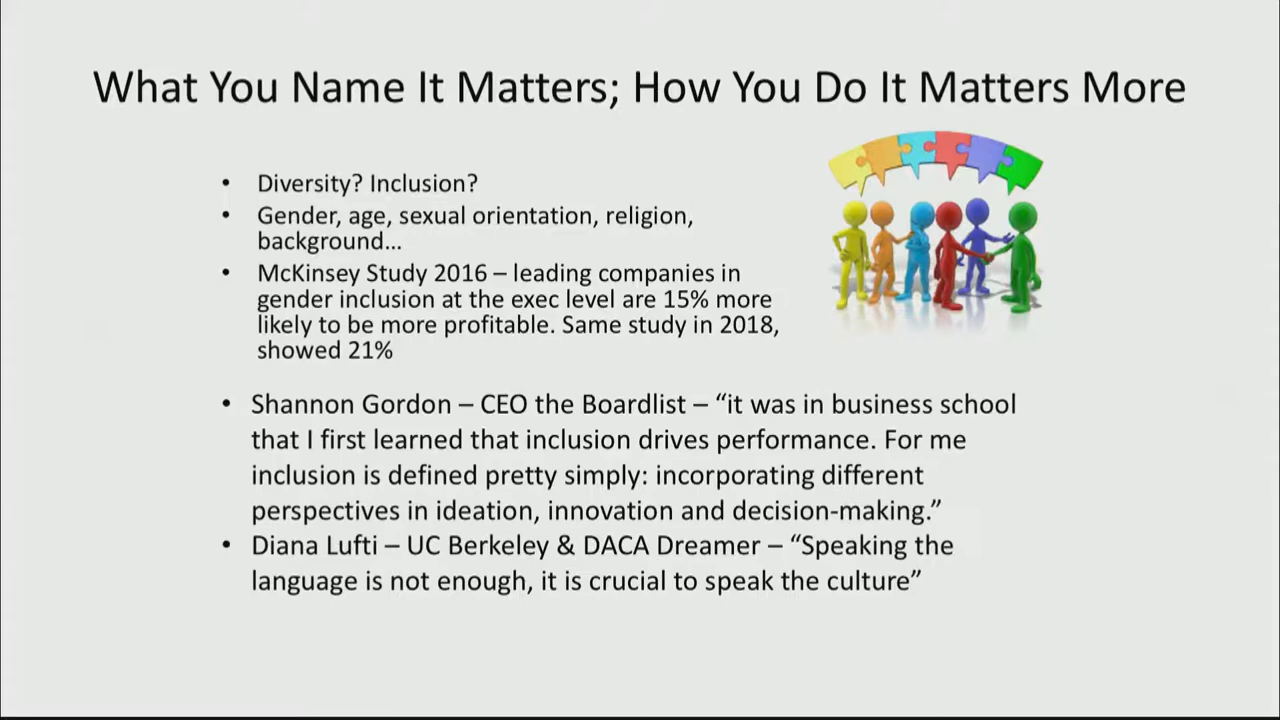 What You Name It Matters; How You Do It Matters More
• Diversity? Inclusion?
• Gender, age, sexual orientation, religion,
background...
• McKinsey Study 2016 – leading companies in
gender inclusion at the exec level are 15% more
likely to be more profitable. Same study in 2018,
showed 21%
• Shannon Gordon – CEO the Boardlist – “it was in business school
that I first learned that inclusion drives performance. For me
inclusion is defined pretty simply: incorporating different
perspectives in ideation, innovation and decision-making.”
• Diana Lufti – UC Berkeley & DACA Dreamer – “Speaking the
language is not enough, it is crucial to speak the culture”